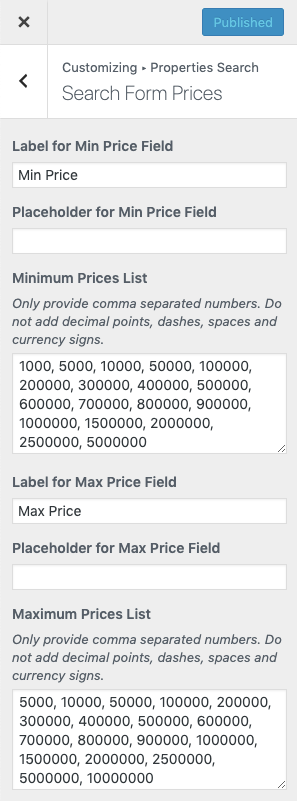 Published
Customizing ▸ Properties Search
Search Form Prices
Label for Min Price Field
Min Price
Placeholder for Min Price Field
Minimum Prices List
Only provide comma separated numbers. Do
not add decimal points, dashes, spaces and
currency signs.
1000, 5000, 10000, 50000, 100000,
200000, 300000, 400000, 500000,
600000, 700000, 800000, 900000,
1000000, 1500000, 2000000,
2500000, 5000000
Label for Max Price Field
Max Price
Placeholder for Max Price Field
Maximum Prices List
Only provide comma separated numbers. Do
not add decimal points, dashes, spaces and
currency signs.
5000, 10000, 50000, 100000, 200000,
300000, 400000, 500000, 600000,
700000, 800000, 900000, 1000000,
1500000, 2000000, 2500000,
5000000, 10000000